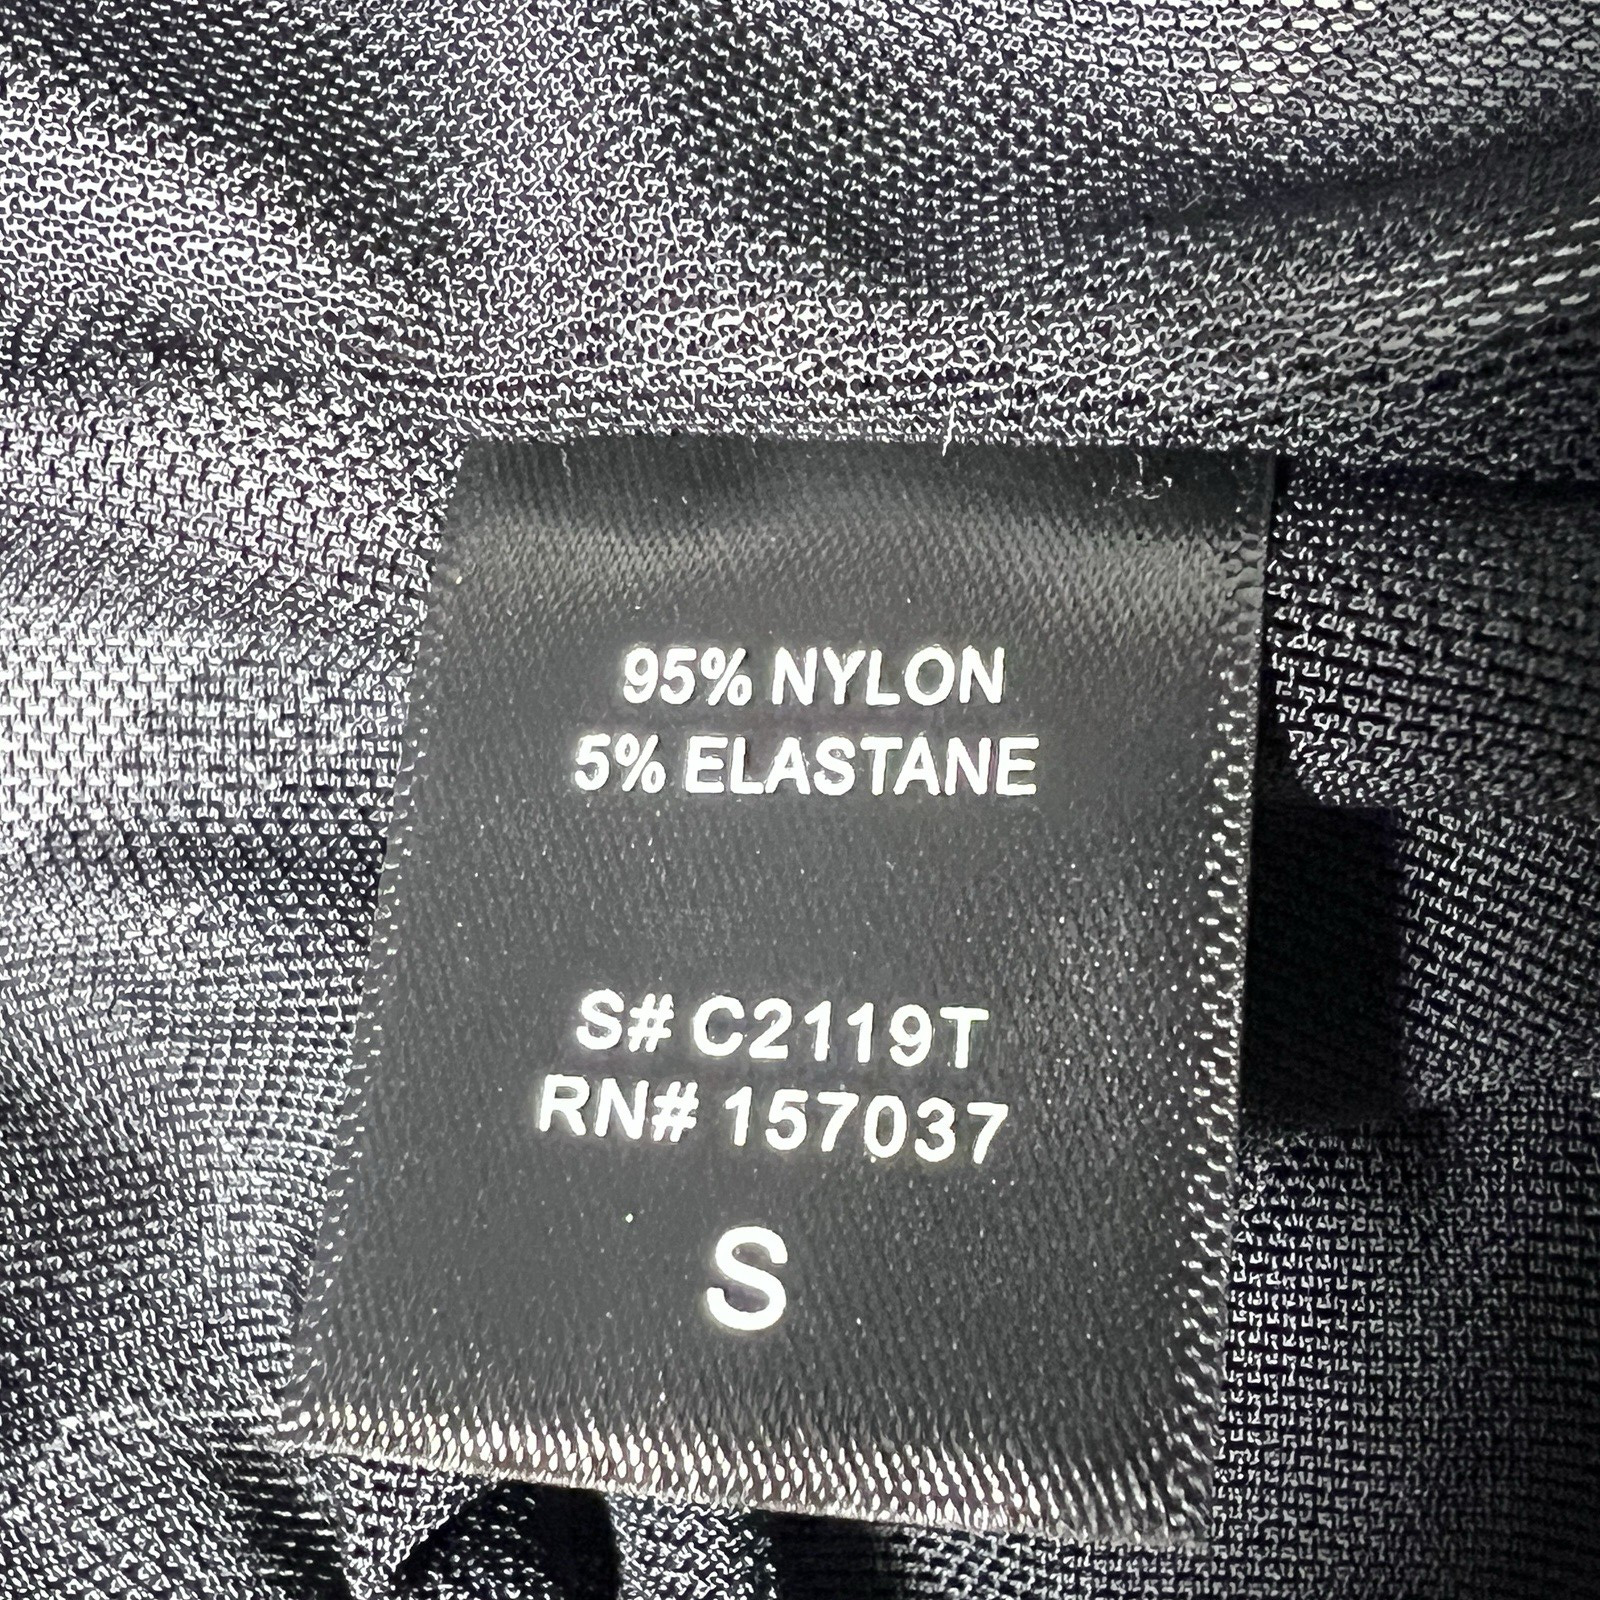 95% NYLON
5% ELASTANE
S# C2119T
RN# 157037
S